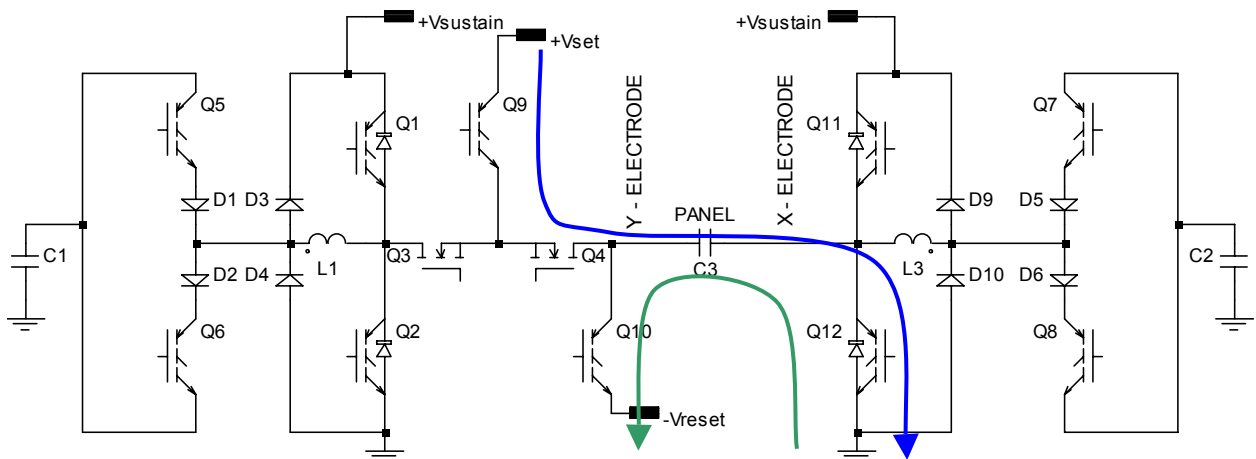 +Vsustain
+Vset
+Vsustain
Q5
Q1
Q9
Y - ELECTRODE
X - ELECTRODE
Q11
Q7
D1
D3
PANEL
D9
D5
C1
L1
Q3
Q4
C3
L3
C2
D2
D4
D10
D6
Q6
Q2
Q10
Q12
Q8
-Vreset